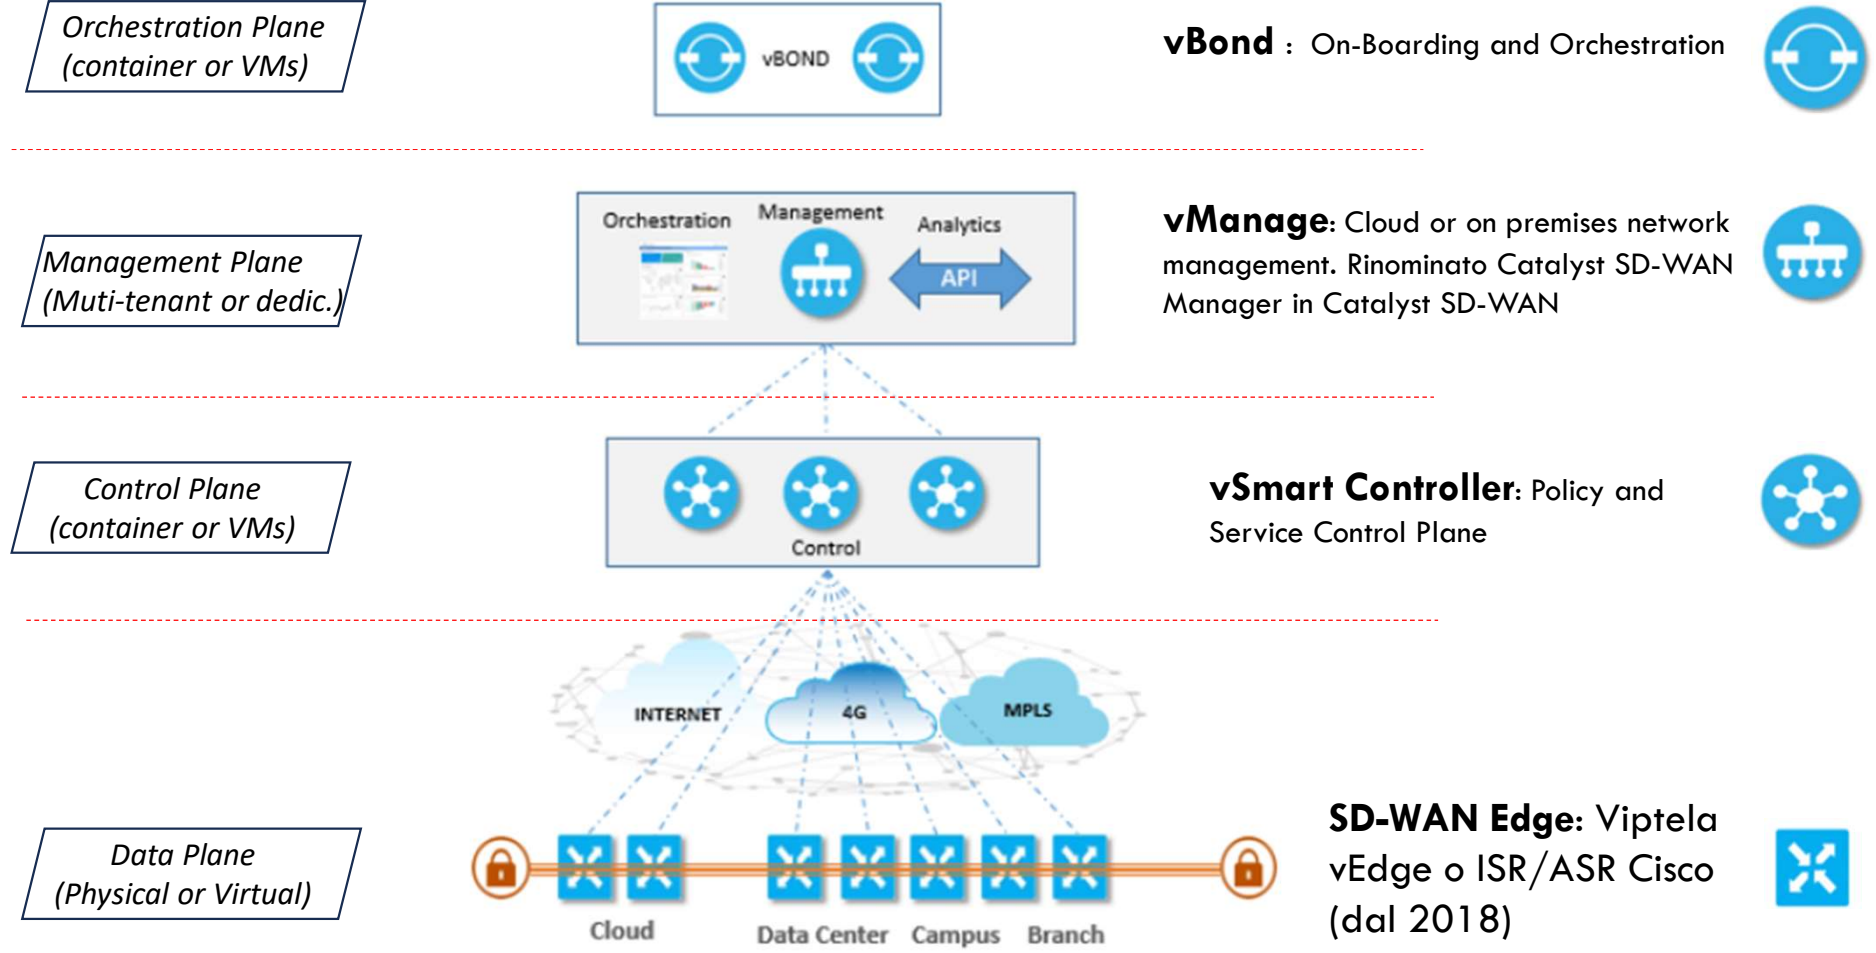 Orchestration Plane
(container or VMs)
vBOND
vBond : On-Boarding and Orchestration
Management Plane
(Muti-tenant or dedic.)
Orchestration
Management
Analytics
API
vManage: Cloud or on premises network
management. Rinominato Catalyst SD-WAN
Manager in Catalyst SD-WAN
Control Plane
(container or VMs)
Control
vSmart Controller: Policy and
Service Control Plane
INTERNET
4G
MPLS
Data Plane
(Physical or Virtual)
Cloud
Data Center
Campus
Branch
SD-WAN Edge: Viptela
vEdge o ISR/ASR Cisco
(dal 2018)